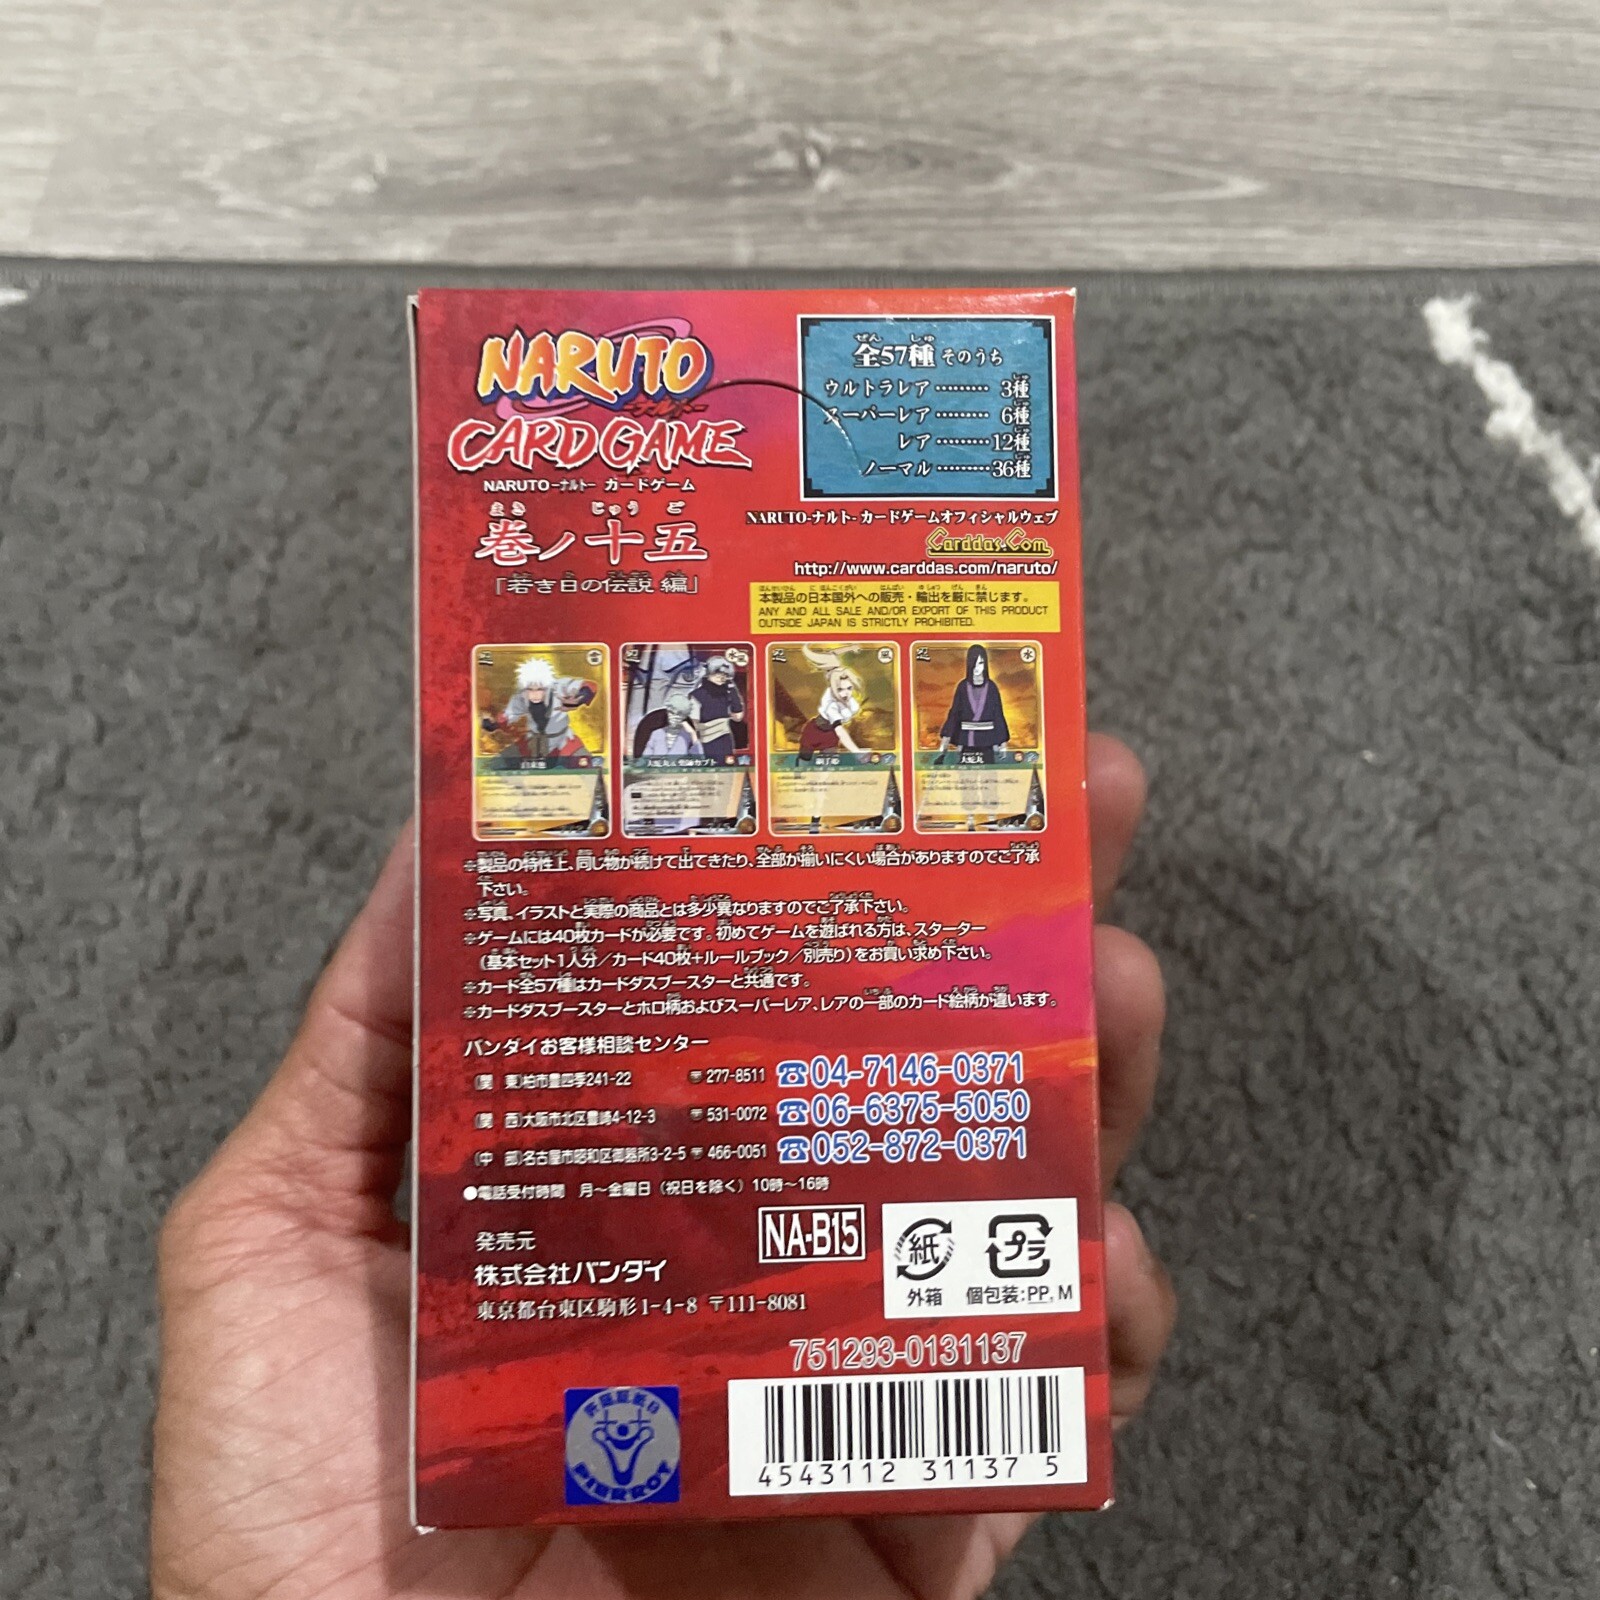 NARUTO
-ナルト-
CARD GAME
NARUTO-ナルト- カードゲーム
巻ノ十五
「若き日の伝説 編」
全57種 そのうち
ウルトラレア ········· 3種
スーパーレア ········· 6種
レア ·········12種
ノーマル ·········36種
NARUTO-ナルト- カードゲームオフィシャルウェブ
Carddas.Com
http://www.carddas.com/naruto/
本製品の日本国外への販売・輸出を厳に禁じます。
ANY AND ALL SALE AND/OR EXPORT OF THIS PRODUCT
OUTSIDE JAPAN IS STRICTLY PROHIBITED.
自来也
大蛇丸&薬師カブト
綱手姫
大蛇丸
※製品の特性上、同じ物が続けて出てきたり、全部が揃いにくい場合がありますのでご了承
下さい。
※写真、イラストと実際の商品とは多少異なりますのでご了承下さい。
※ゲームには40枚カードが必要です。初めてゲームを遊ばれる方は、スターター
(基本セット1人分/カード40枚+ルールブック/別売り)をお買い求め下さい。
※カード全57種はカードダスブースターと共通です。
※カードダスブースターとホロ柄およびスーパーレア、レアの一部のカード絵柄が違います。
バンダイお客様相談センター
(関 東)柏市豊四季241-22 〒277-8511 ☎04-7146-0371
(関 西)大阪市北区豊崎4-12-3 〒531-0072 ☎06-6375-5050
(中 部)名古屋市昭和区御器所3-2-5 〒466-0051 ☎052-872-0371
●電話受付時間 月〜金曜日(祝日を除く)10時〜16時
発売元
株式会社バンダイ
東京都台東区駒形1-4-8 〒111-8081
NA-B15
紙
プラ
外箱
個包装:PP, M
751293-0131137
PIERROT
4543112 31137 5